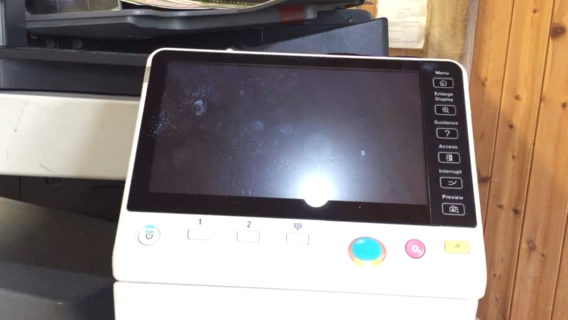 Menu
Enlarge
Display
Guidance
?
Access
Interrupt
Preview
1
2